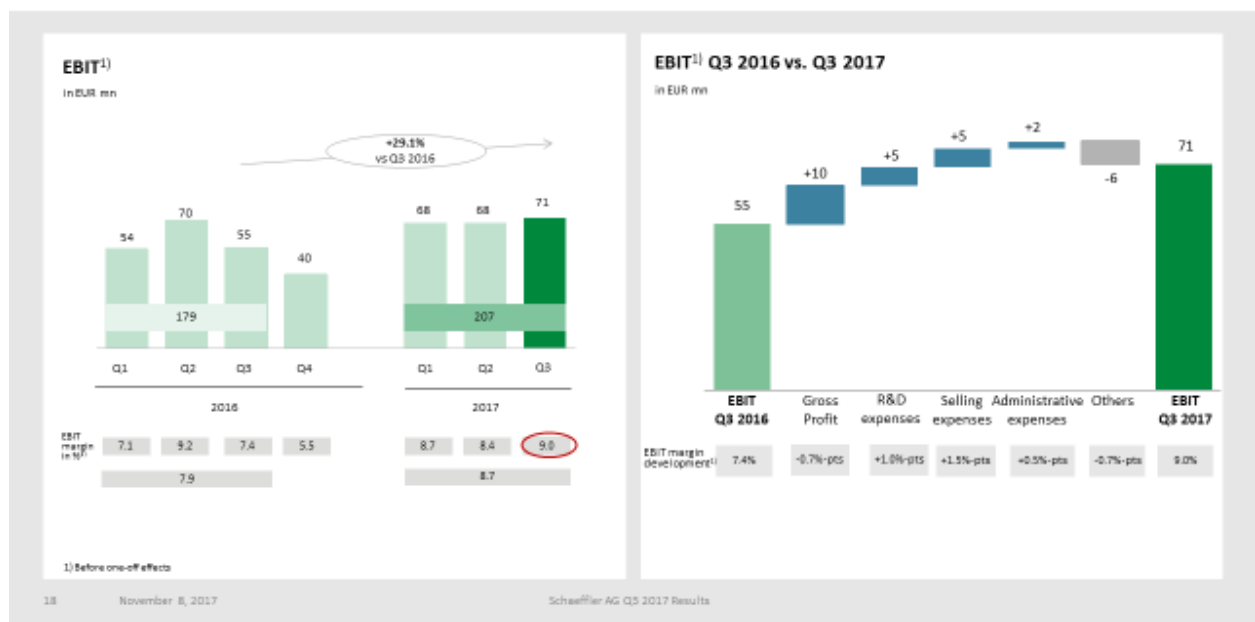 EBIT1)
in EUR mn
+29.1%
vs Q3 2016
54
70
55
40
68
68
71
179
207
Q1
Q2
Q3
Q4
Q1
Q2
Q3
2016
2017
EBIT
margin
in %1)
7.1
9.2
7.4
5.5
8.7
8.4
9.0
7.9
8.7
1) Before one-off effects
EBIT1) Q3 2016 vs. Q3 2017
in EUR mn
55
+10
+5
+5
+2
-6
71
EBIT
Q3 2016
Gross
Profit
R&D
expenses
Selling
expenses
Administrative
expenses
Others
EBIT
Q3 2017
EBIT margin
development1)
7.4%
-0.7%-pts
+1.0%-pts
+1.5%-pts
+0.5%-pts
-0.7%-pts
9.0%
18
November 8, 2017
Schaeffler AG Q3 2017 Results